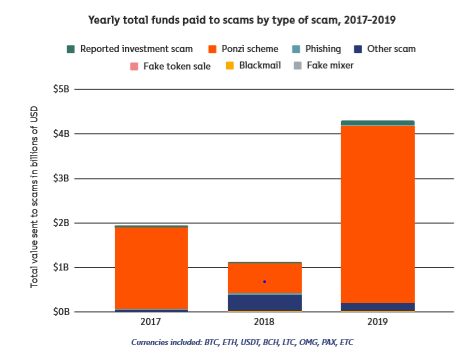 Yearly total funds paid to scams by type of scam, 2017-2019
Reported investment scam Ponzi scheme Phishing Other scam
Fake token sale Blackmail Fake mixer
Total value sent to scams in billions of USD
$5B
$4B
$3B
$2B
$1B
$0B
2017 2018 2019
Currencies included: BTC, ETH, USDT, BCH, LTC, OMG, PAX, ETC